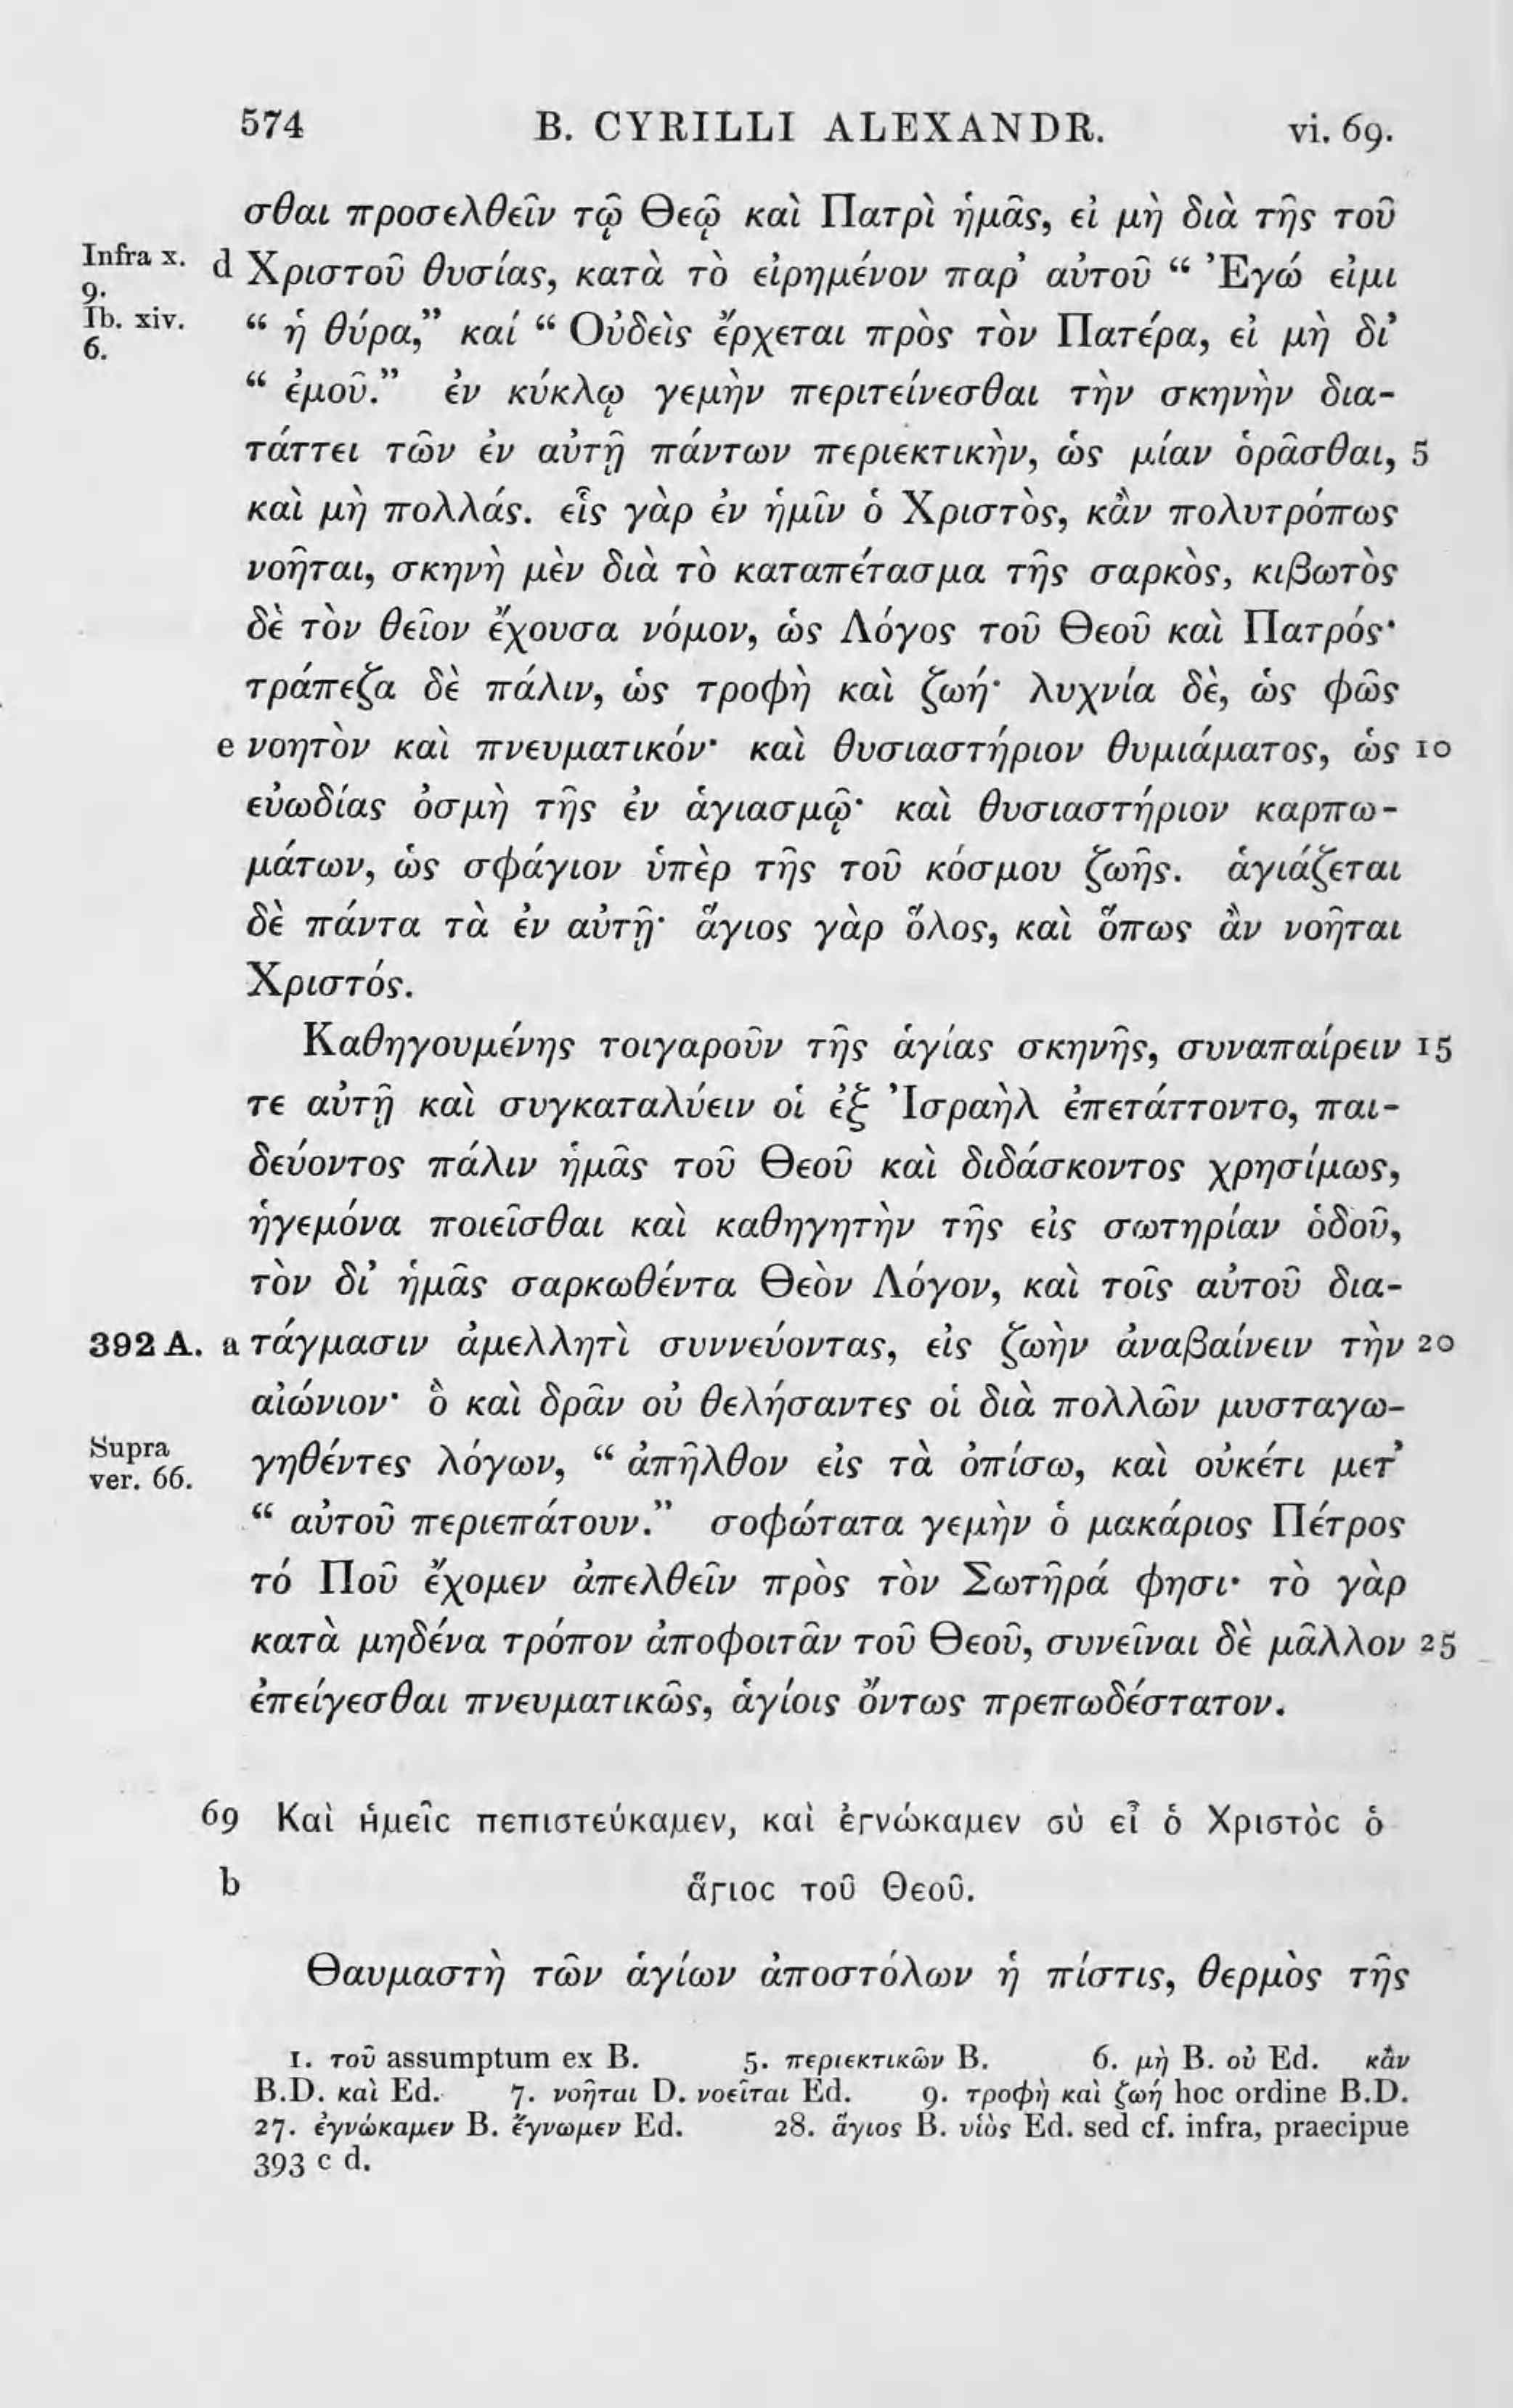 574 B. CYRILLI ALEXANDR. vi. 69.
σθαι προσελθεῖν τῷ Θεῷ καὶ Πατρὶ ἡμᾶς, εἰ μὴ διὰ τῆς τοῦ
Infra x. 9. d Χριστοῦ θυσίας, κατὰ τὸ εἰρημένον παρ’ αὐτοῦ “ Ἐγώ εἰμι
Ib. xiv. 6. “ ἡ θύρα,” καί “ Οὐδεὶς ἔρχεται πρὸς τὸν Πατέρα, εἰ μὴ δι’
“ ἐμοῦ.” ἐν κύκλῳ γεμὴν περιτείνεσθαι τὴν σκηνὴν δια-
τάττει τῶν ἐν αὐτῇ πάντων περιεκτικὴν, ὡς μίαν ὁρᾶσθαι, 5
καὶ μὴ πολλάς. εἷς γὰρ ἐν ἡμῖν ὁ Χριστὸς, κἂν πολυτρόπως
νοῆται, σκηνὴ μὲν διὰ τὸ καταπέτασμα τῆς σαρκὸς, κιβωτὸς
δὲ τὸν θεῖον ἔχουσα νόμον, ὡς Λόγος τοῦ Θεοῦ καὶ Πατρός·
τράπεζα δὲ πάλιν, ὡς τροφὴ καὶ ζωή· λυχνία δὲ, ὡς φῶς
e νοητὸν καὶ πνευματικόν· καὶ θυσιαστήριον θυμιάματος, ὡς 10
εὐωδίας ὀσμὴ τῆς ἐν ἁγιασμῷ· καὶ θυσιαστήριον καρπω-
μάτων, ὡς σφάγιον ὑπὲρ τῆς τοῦ κόσμου ζωῆς. ἁγιάζεται
δὲ πάντα τὰ ἐν αὐτῇ· ἅγιος γὰρ ὅλος, καὶ ὅπως ἂν νοῆται
Χριστός.
Καθηγουμένης τοιγαροῦν τῆς ἁγίας σκηνῆς, συναπαίρειν 15
τε αὐτῇ καὶ συγκαταλύειν οἱ ἐξ Ἰσραὴλ ἐπετάττοντο, παι-
δεύοντος πάλιν ἡμᾶς τοῦ Θεοῦ καὶ διδάσκοντος χρησίμως,
ἡγεμόνα ποιεῖσθαι καὶ καθηγητὴν τῆς εἰς σωτηρίαν ὁδοῦ,
τὸν δι’ ἡμᾶς σαρκωθέντα Θεὸν Λόγον, καὶ τοῖς αὐτοῦ δια-
392 A. a τάγμασιν ἀμελλητὶ συννεύοντας, εἰς ζωὴν ἀναβαίνειν τὴν 20
αἰώνιον· ὃ καὶ δρᾶν οὐ θελήσαντες οἱ διὰ πολλῶν μυσταγω-
Supra ver. 66. γηθέντες λόγων, “ ἀπῆλθον εἰς τὰ ὀπίσω, καὶ οὐκέτι μετ’
“ αὐτοῦ περιεπάτουν.” σοφώτατα γεμὴν ὁ μακάριος Πέτρος
τό Ποῦ ἔχομεν ἀπελθεῖν πρὸς τὸν Σωτῆρά φησι· τὸ γὰρ
κατὰ μηδένα τρόπον ἀποφοιτᾶν τοῦ Θεοῦ, συνεῖναι δὲ μᾶλλον 25
ἐπείγεσθαι πνευματικῶς, ἁγίοις ὄντως πρεπωδέστατον.
69 Καὶ ἡμεῖς πεπιστεύκαμεν, καὶ ἐγνώκαμεν σὺ εἶ ὁ Χριστὸς ὁ
b ἅγιος τοῦ Θεοῦ.
Θαυμαστὴ τῶν ἁγίων ἀποστόλων ἡ πίστις, θερμὸς τῆς
1. τοῦ assumptum ex B. 5. περιεκτικῶν B. 6. μὴ B. οὐ Ed. κἂν
B.D. καὶ Ed. 7. νοῆται D. νοεῖται Ed. 9. τροφὴ καὶ ζωή hoc ordine B.D.
27. ἐγνώκαμεν B. ἔγνωμεν Ed. 28. ἅγιος B. υἱὸς Ed. sed cf. infra, praecipue
393 c d.